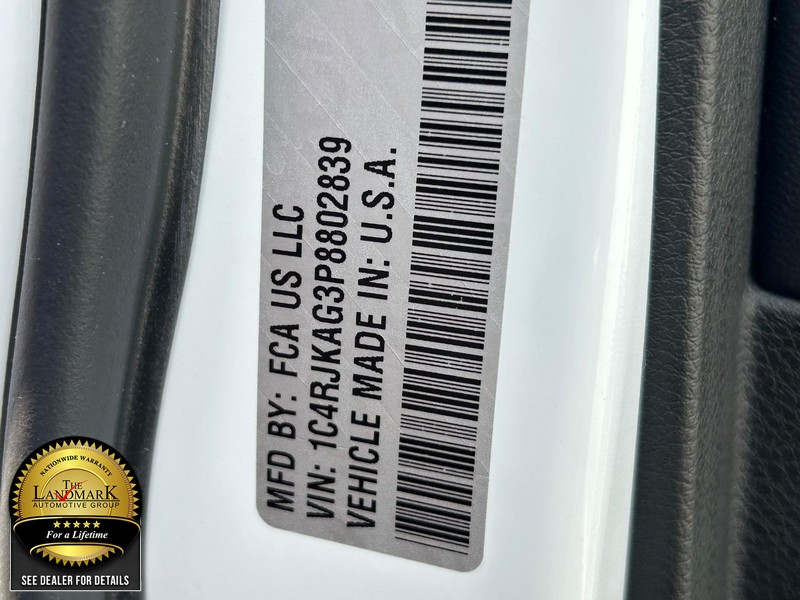 MFD BY: FCA US LLC
VIN: 1C4RJKAG3P8802839
VEHICLE MADE IN: U.S.A.
NATIONWIDE WARRANTY
THE
LANDMARK
AUTOMOTIVE GROUP
For a Lifetime
SEE DEALER FOR DETAILS